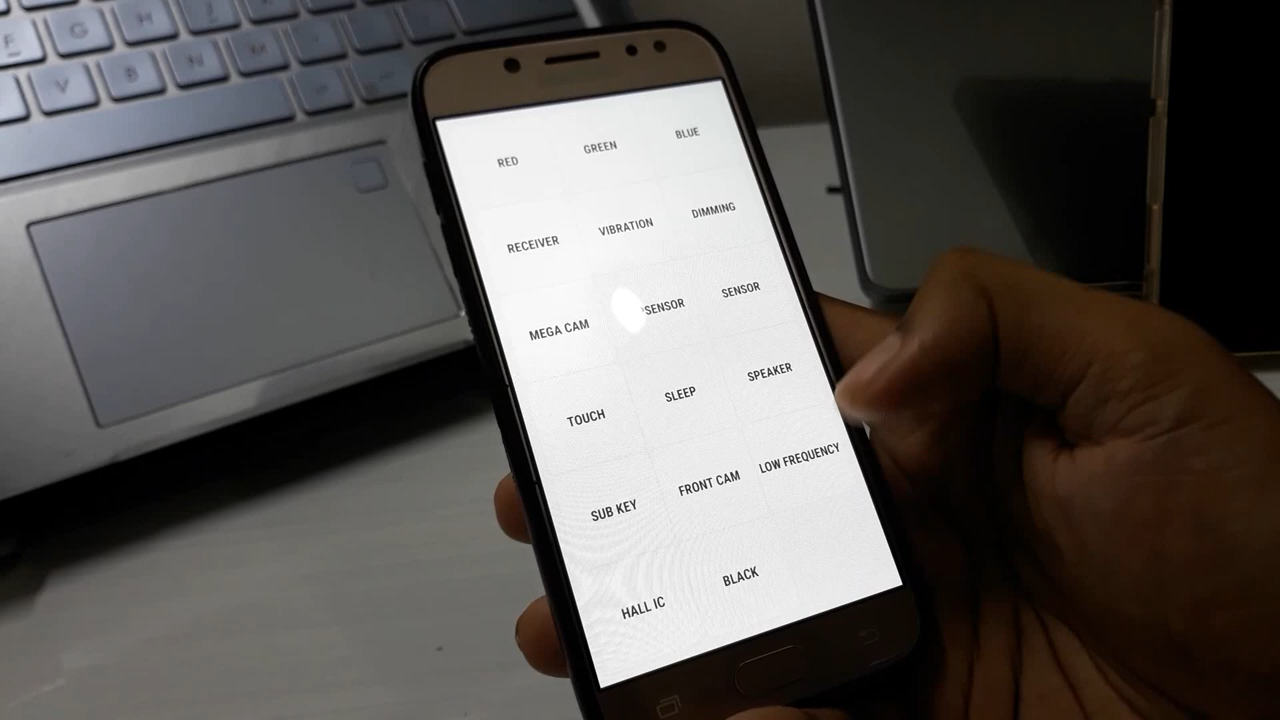 G H J
F V B N M
RED GREEN BLUE
RECEIVER VIBRATION DIMMING
MEGA CAM SENSOR SENSOR
TOUCH SLEEP SPEAKER
SUB KEY FRONT CAM LOW FREQUENCY
HALL IC BLACK